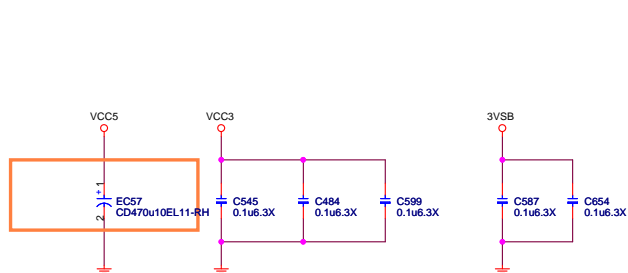 VCC5
VCC3
3VSB
1
+
EC57
CD470u10EL11-RH
2
C545
0.1u6.3X
C484
0.1u6.3X
C599
0.1u6.3X
C587
0.1u6.3X
C654
0.1u6.3X